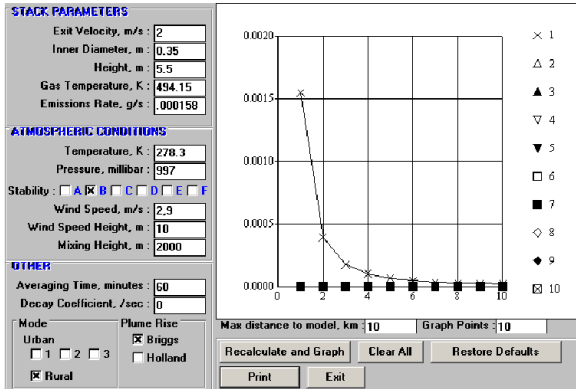 STACK PARAMETERS
Exit Velocity, m/s : 2
Inner Diameter, m : 0.35
Height, m : 5.5
Gas Temperature, K : 494.15
Emissions Rate, g/s : .000158
ATMOSPHERIC CONDITIONS
Temperature, K : 278.3
Pressure, millibar : 997
Stability : A B C D E F
Wind Speed, m/s : 2,9
Wind Speed Height, m : 10
Mixing Height, m : 2000
OTHER
Averaging Time, minutes : 60
Decay Coefficient, /sec : 0
Mode
Urban
1 2 3
Rural
Plume Rise
Briggs
Holland
0.0020
0.0015
0.0010
0.0005
0.0000
0 2 4 6 8 10
1
2
3
4
5
6
7
8
9
10
Max distance to model, km : 10 Graph Points : 10
Recalculate and Graph Clear All Restore Defaults
Print Exit